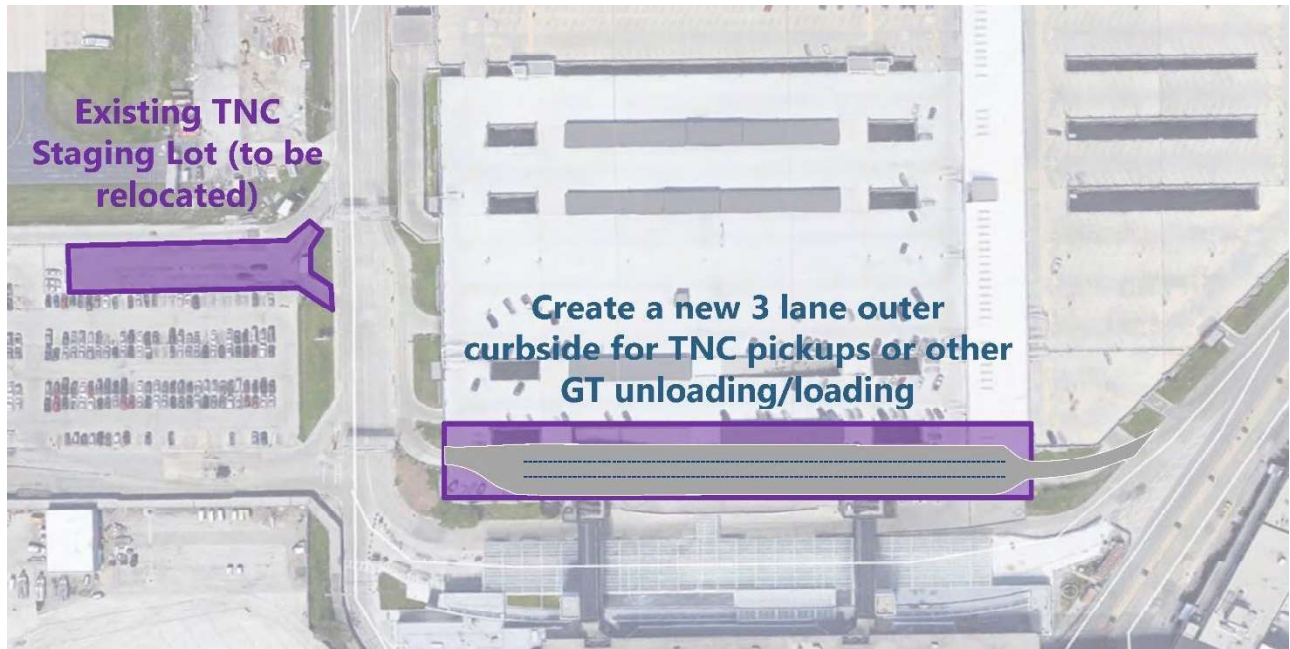 Existing TNC
Staging Lot (to be
relocated)
Create a new 3 lane outer
curbside for TNC pickups or other
GT unloading/loading